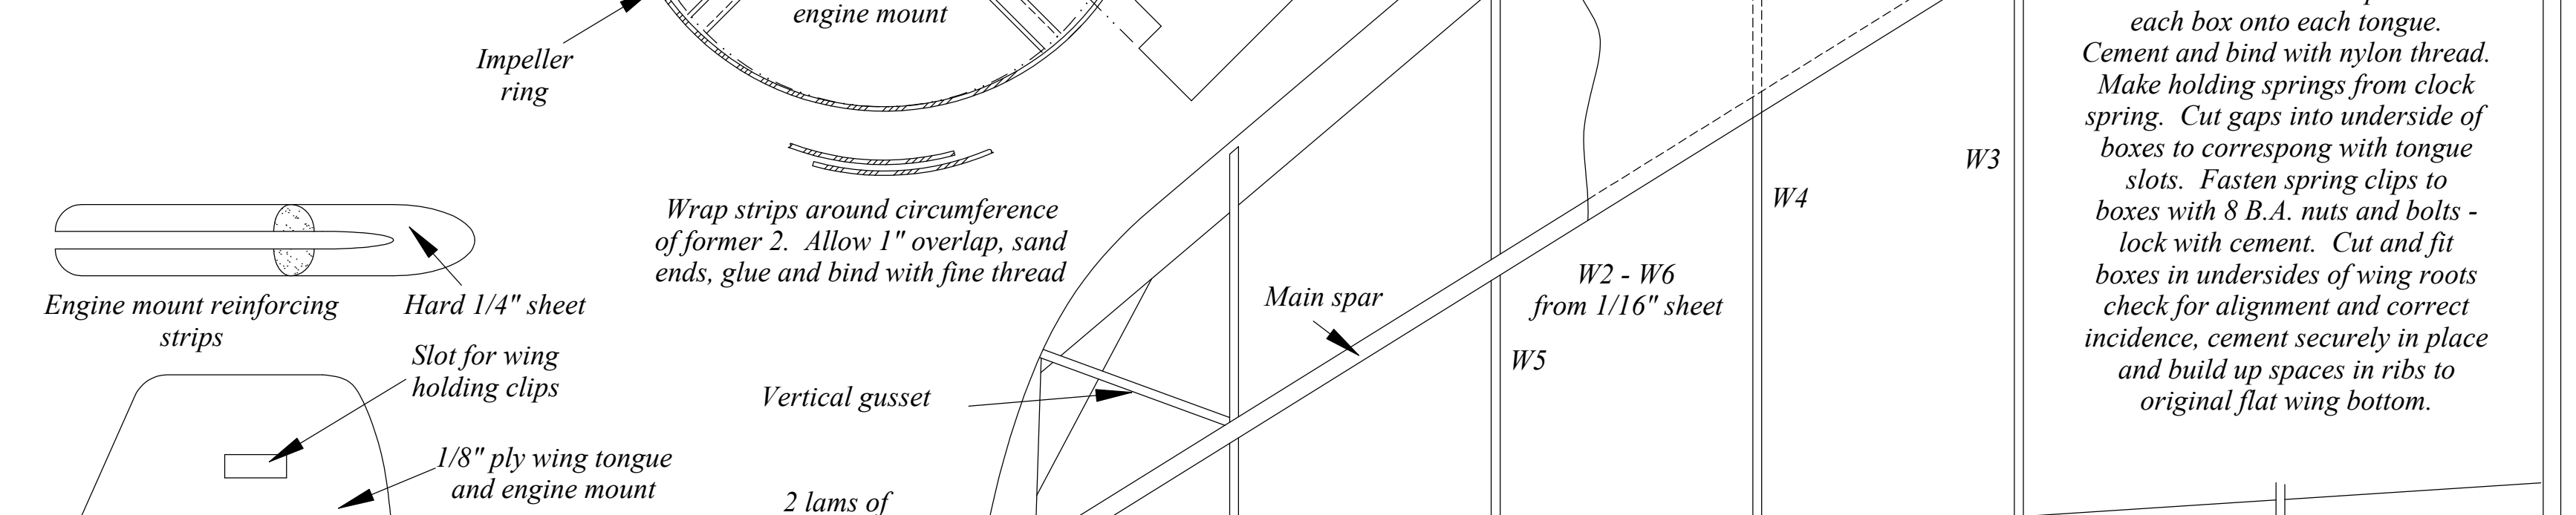 engine mount
Impeller
ring
Wrap strips around circumference
of former 2. Allow 1" overlap, sand
ends, glue and bind with fine thread
Engine mount reinforcing
strips
Hard 1/4" sheet
Slot for wing
holding clips
1/8" ply wing tongue
and engine mount
Vertical gusset
2 lams of
Main spar
W2 - W6
from 1/16" sheet
W5
W4
W3
each box onto each tongue.
Cement and bind with nylon thread.
Make holding springs from clock
spring. Cut gaps into underside of
boxes to correspong with tongue
slots. Fasten spring clips to
boxes with 8 B.A. nuts and bolts -
lock with cement. Cut and fit
boxes in undersides of wing roots
check for alignment and correct
incidence, cement securely in place
and build up spaces in ribs to
original flat wing bottom.